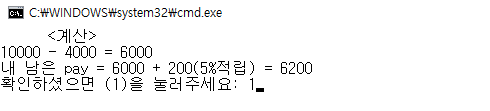 C:₩WINDOWS₩system32₩cmd.exe
<계산>
10000 - 4000 = 6000
내 남은 pay = 6000 + 200(5%적립) = 6200
확인하셨으면 (1)을 눌러주세요: 1